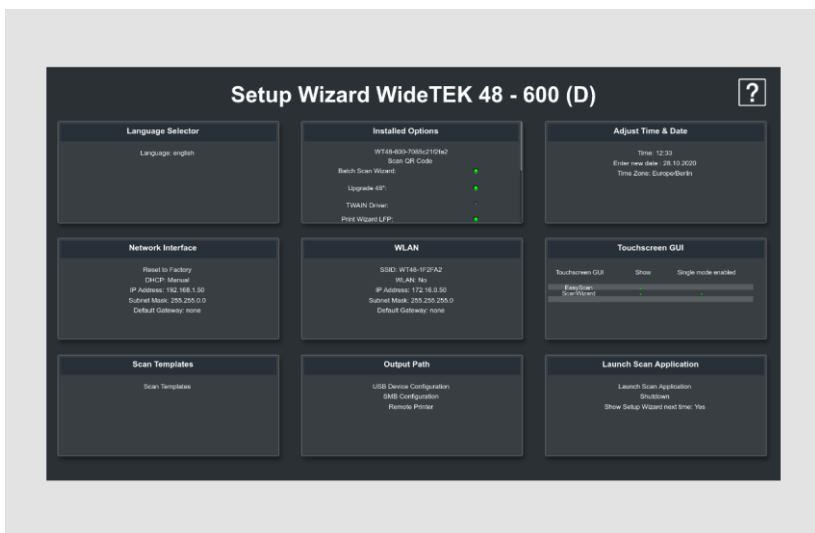 Setup Wizard WideTEK 48 - 600 (D)
?
Language Selector
Language: english
Installed Options
Scan QR Code
Batch Scan Wizard:
Upgrade 48":
TWAIN Driver:
Print Wizard LFP:
Adjust Time & Date
Time: 12:33
Enter new date : 28.10.2020
Time Zone: Europe/Berlin
Network Interface
Reset to Factory
DHCP: Manual
IP Address: 192.168.1.50
Subnet Mask: 255.255.0.0
Default Gateway: none
WLAN
SSID: WT48-1F2FA2
WLAN: No
IP Address: 172.16.0.50
Subnet Mask: 255.255.255.0
Default Gateway: none
Touchscreen GUI
Touchscreen GUI Show Single mode enabled
EasyScan
ScanWizard
Scan Templates
Scan Templates
Output Path
USB Device Configuration
SMB Configuration
Remote Printer
Launch Scan Application
Launch Scan Application
Shutdown
Show Setup Wizard next time: Yes